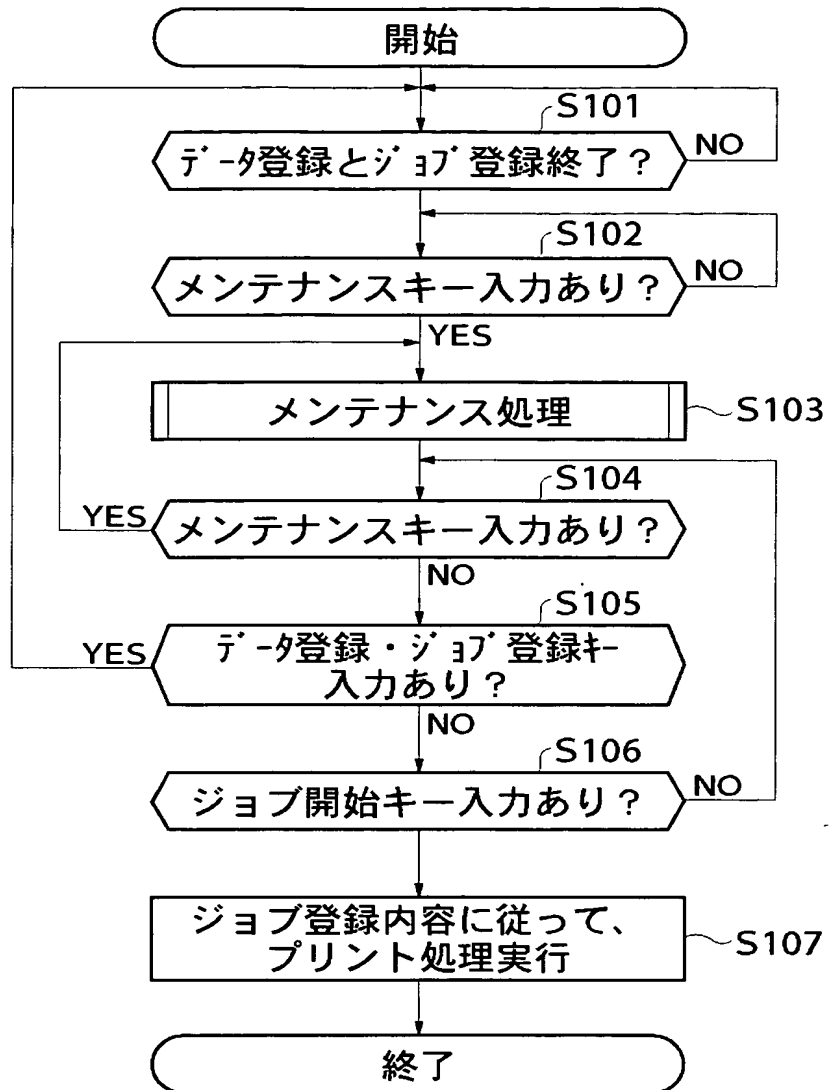 開始
S101
データ登録とジョブ登録終了?
NO
S102
メンテナンスキー入力あり?
NO
YES
メンテナンス処理
S103
S104
YES
メンテナンスキー入力あり?
NO
S105
YES
データ登録・ジョブ登録キー
入力あり?
NO
S106
ジョブ開始キー入力あり?
NO
ジョブ登録内容に従って、
プリント処理実行
S107
終了